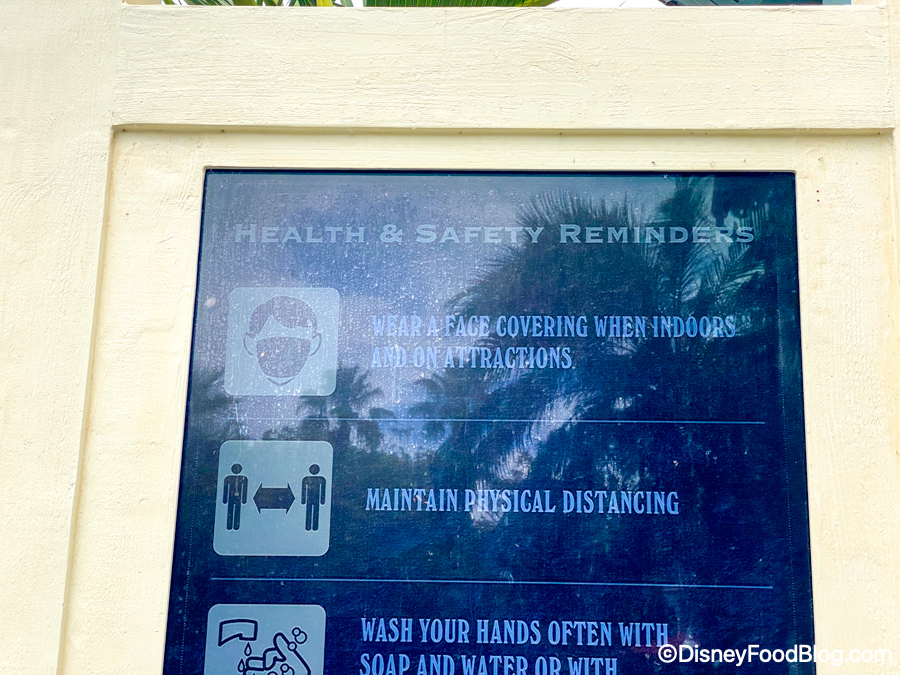 HEALTH & SAFETY REMINDERS
WEAR A FACE COVERING WHEN INDOORS
AND ON ATTRACTIONS.
MAINTAIN PHYSICAL DISTANCING
WASH YOUR HANDS OFTEN WITH
SOAP AND WATER OR WITH
©DisneyFoodBlog.com